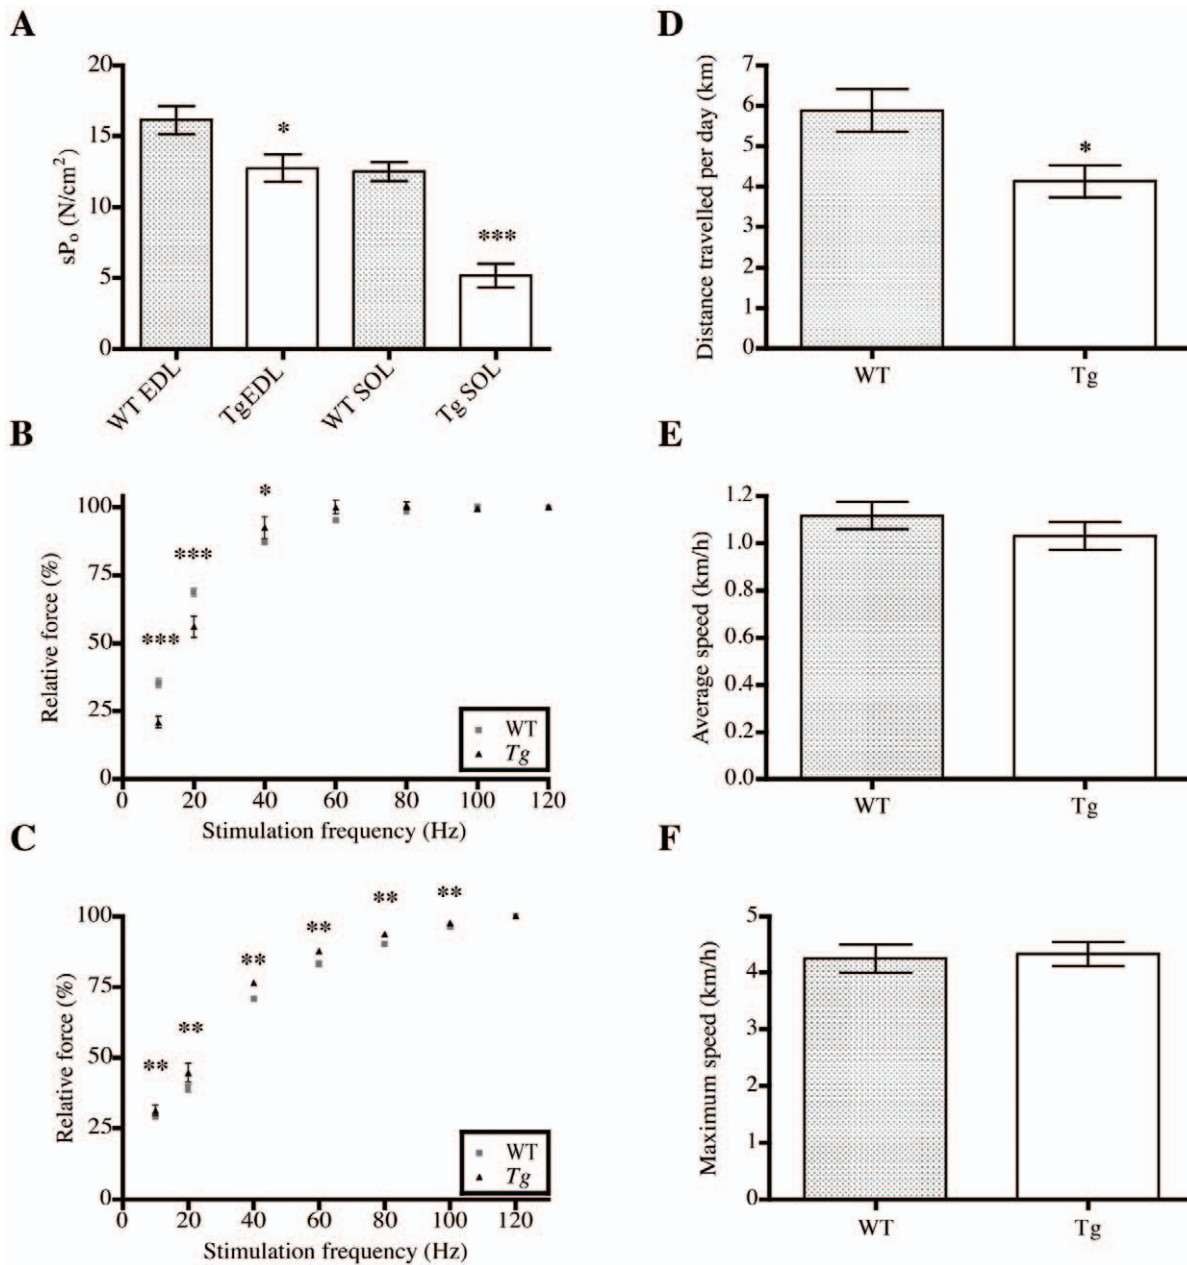 A
20
15
10
5
0
sPo (N/cm2)
*
***
WT EDL
TgEDL
WT SOL
Tg SOL
B
100
75
50
25
0
Relative force (%)
***
***
*
WT
Tg
0 20 40 60 80 100 120
Stimulation frequency (Hz)
C
100
75
50
25
0
Relative force (%)
**
**
**
**
**
**
WT
Tg
0 20 40 60 80 100 120
Stimulation frequency (Hz)
D
7
6
5
4
3
2
1
0
Distance travelled per day (km)
*
WT Tg
E
1.2
1.0
0.8
0.6
0.4
0.2
0.0
Average speed (km/h)
WT Tg
F
5
4
3
2
1
0
Maximum speed (km/h)
WT Tg